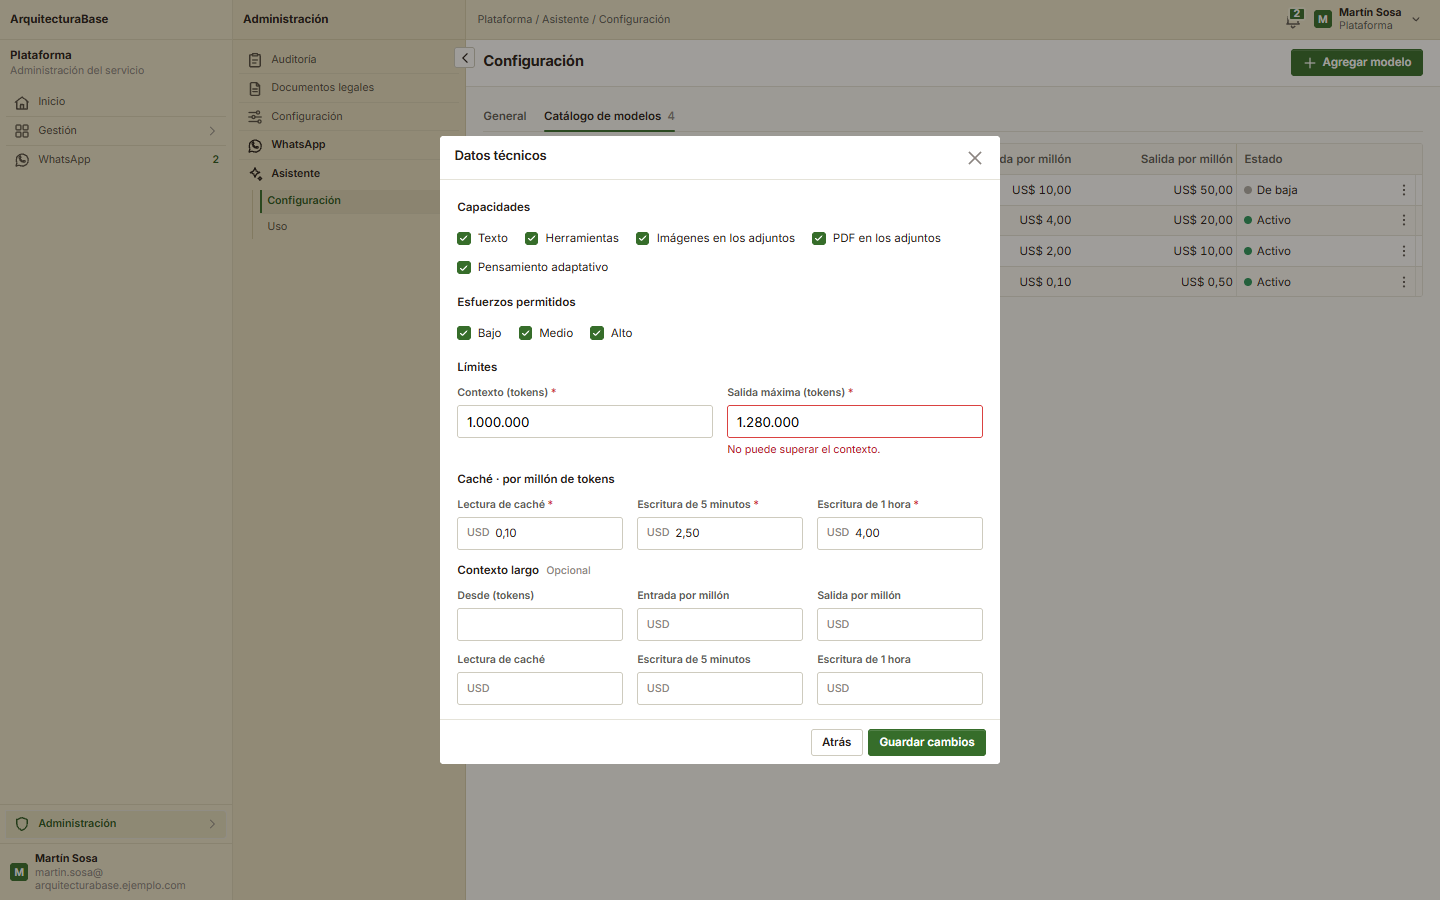 ArquitecturaBase
Plataforma
Administración del servicio
Inicio
Gestión
WhatsApp 2
Administración
Martín Sosa
martin.sosa@
arquitecturabase.ejemplo.com
M
Administración
Auditoría
Documentos legales
Configuración
WhatsApp
Asistente
Configuración
Uso
Plataforma / Asistente / Configuración
2
M
Martín Sosa
Plataforma
Configuración
Agregar modelo
General
Catálogo de modelos 4
da por millón Salida por millón Estado
US$ 10,00 US$ 50,00 De baja
US$ 4,00 US$ 20,00 Activo
US$ 2,00 US$ 10,00 Activo
US$ 0,10 US$ 0,50 Activo
Datos técnicos
Capacidades
Texto Herramientas Imágenes en los adjuntos PDF en los adjuntos
Pensamiento adaptativo
Esfuerzos permitidos
Bajo Medio Alto
Límites
Contexto (tokens) * Salida máxima (tokens) *
1.000.000 1.280.000
No puede superar el contexto.
Caché · por millón de tokens
Lectura de caché * Escritura de 5 minutos * Escritura de 1 hora *
USD 0,10 USD 2,50 USD 4,00
Contexto largo Opcional
Desde (tokens) Entrada por millón Salida por millón
USD USD
Lectura de caché Escritura de 5 minutos Escritura de 1 hora
USD USD USD
Atrás Guardar cambios